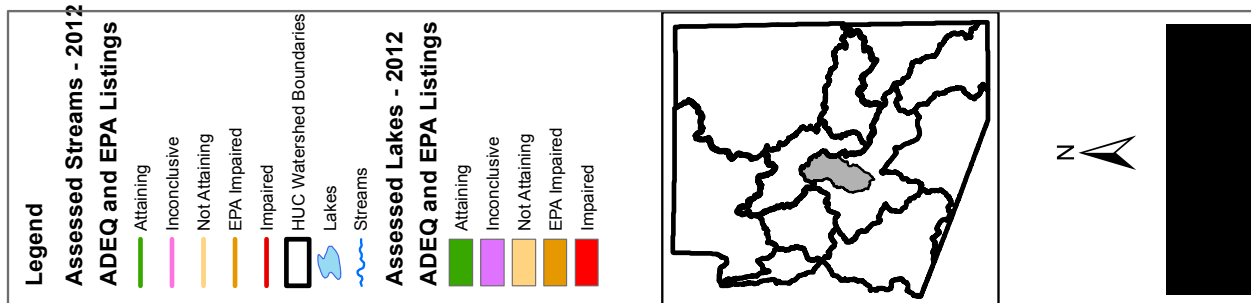 Legend
Assessed Streams - 2012
ADEQ and EPA Listings
Attaining
Inconclusive
Not Attaining
EPA Impaired
Impaired
HUC Watershed Boundaries
Lakes
Streams
Assessed Lakes - 2012
ADEQ and EPA Listings
Attaining
Inconclusive
Not Attaining
EPA Impaired
Impaired
N